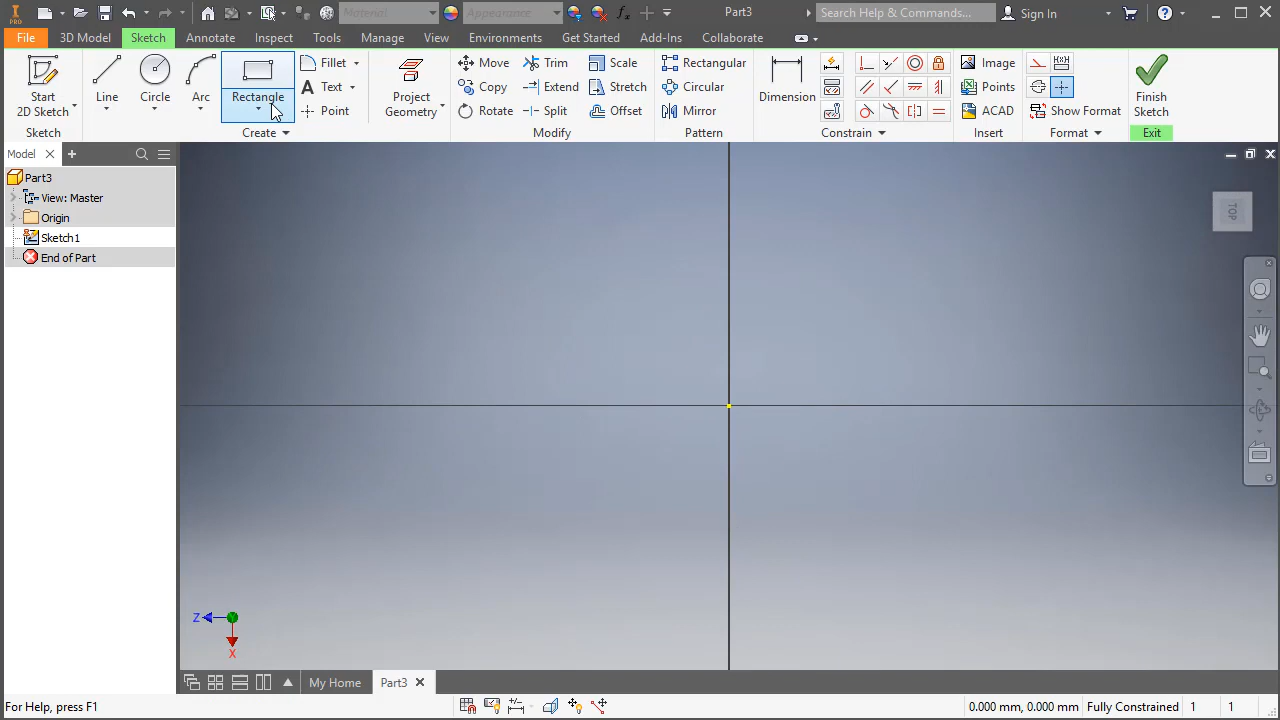 PRO
Material
Appearance
Part3
Search Help & Commands...
Sign In
File
3D Model
Sketch
Annotate
Inspect
Tools
Manage
View
Environments
Get Started
Add-Ins
Collaborate
Start
2D Sketch
Line
Circle
Arc
Rectangle
Fillet
Text
Point
Project
Geometry
Move
Copy
Rotate
Trim
Extend
Split
Scale
Stretch
Offset
Rectangular
Circular
Mirror
Dimension
Image
Points
ACAD
Show Format
Finish
Sketch
Sketch
Create
Modify
Pattern
Constrain
Insert
Format
Exit
Model
Part3
View: Master
Origin
Sketch1
End of Part
TOP
Z
X
My Home
Part3
For Help, press F1
0.000 mm, 0.000 mm
Fully Constrained
1
1